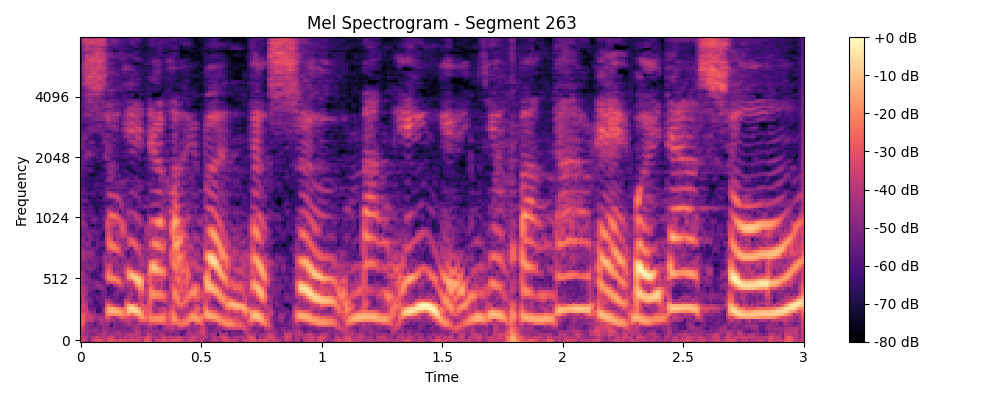 Mel Spectrogram - Segment 263
Frequency
4096
2048
1024
512
0
0
0.5
1
1.5
2
2.5
3
Time
+0 dB
-10 dB
-20 dB
-30 dB
-40 dB
-50 dB
-60 dB
-70 dB
-80 dB